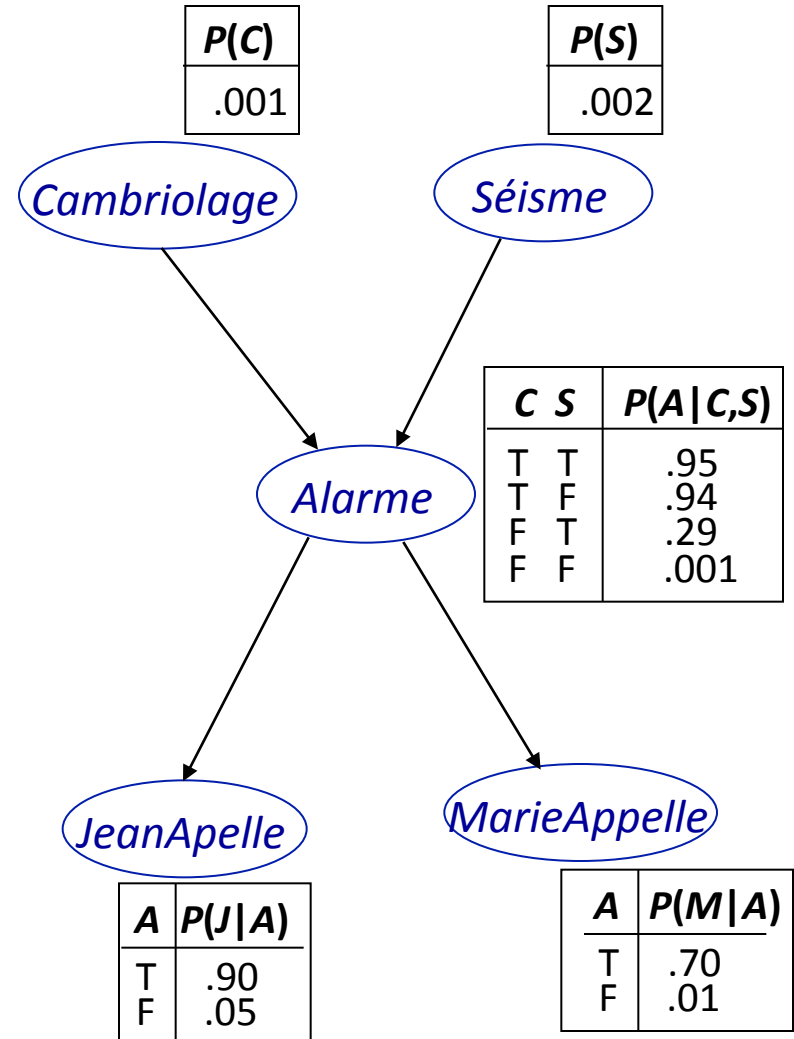 P(C)
.001
P(S)
.002
Cambriolage
Séisme
C S P(A|C,S)
T T .95
T F .94
F T .29
F F .001
Alarme
JeanApelle
MarieAppelle
A P(J|A)
T .90
F .05
A P(M|A)
T .70
F .01